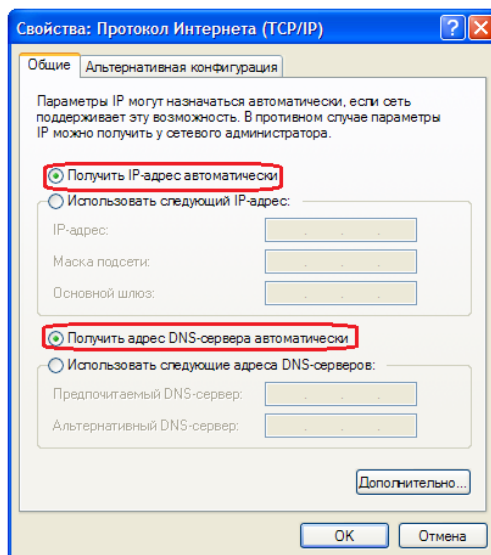 Свойства: Протокол Интернета (TCP/IP)
Общие
Альтернативная конфигурация
Параметры IP могут назначаться автоматически, если сеть
поддерживает эту возможность. В противном случае параметры
IP можно получить у сетевого администратора.
Получить IP-адрес автоматически
Использовать следующий IP-адрес:
IP-адрес:
Маска подсети:
Основной шлюз:
Получить адрес DNS-сервера автоматически
Использовать следующие адреса DNS-серверов:
Предпочитаемый DNS-сервер:
Альтернативный DNS-сервер:
Дополнительно...
OK
Отмена